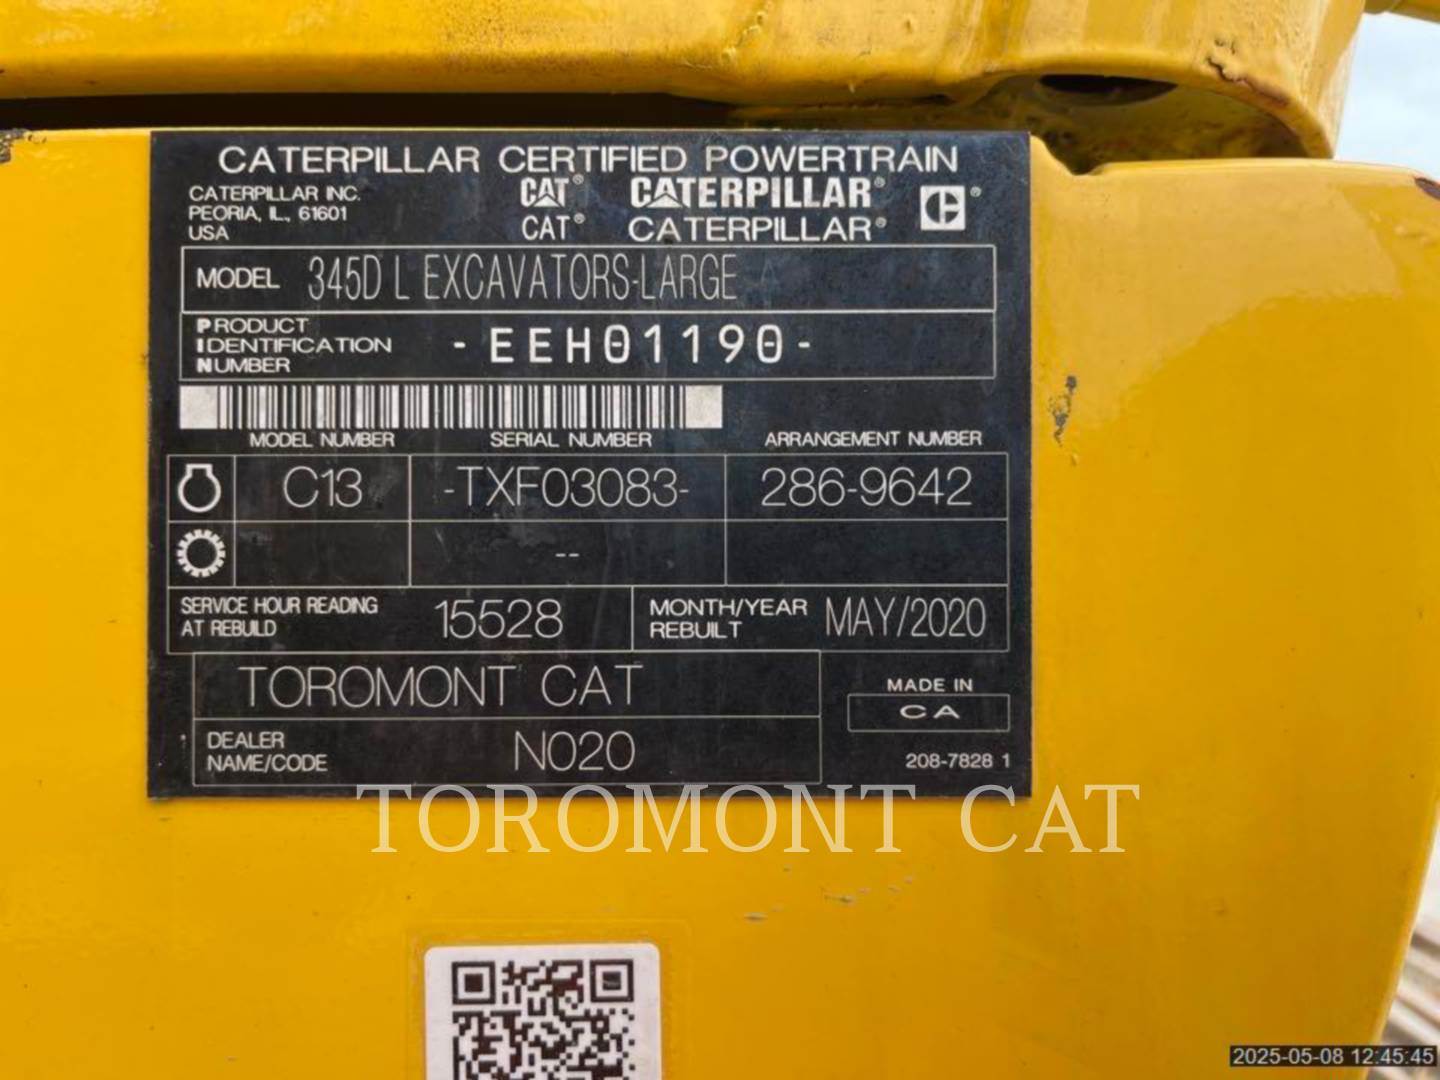 CATERPILLAR CERTIFIED POWERTRAIN
CATERPILLAR INC.
PEORIA, IL, 61601
USA
CAT® CATERPILLAR® ®
CAT® CATERPILLAR®
MODEL 345D L EXCAVATORS-LARGE
PRODUCT
IDENTIFICATION
NUMBER
-EEH01190-
MODEL NUMBER SERIAL NUMBER ARRANGEMENT NUMBER
C13 -TXF03083- 286-9642
--
SERVICE HOUR READING
AT REBUILD
15528
MONTH/YEAR
REBUILT
MAY/2020
TOROMONT CAT
DEALER
NAME/CODE
N020
MADE IN
CA
208-7828 1
TOROMONT CAT
2025-05-08 12:45:45